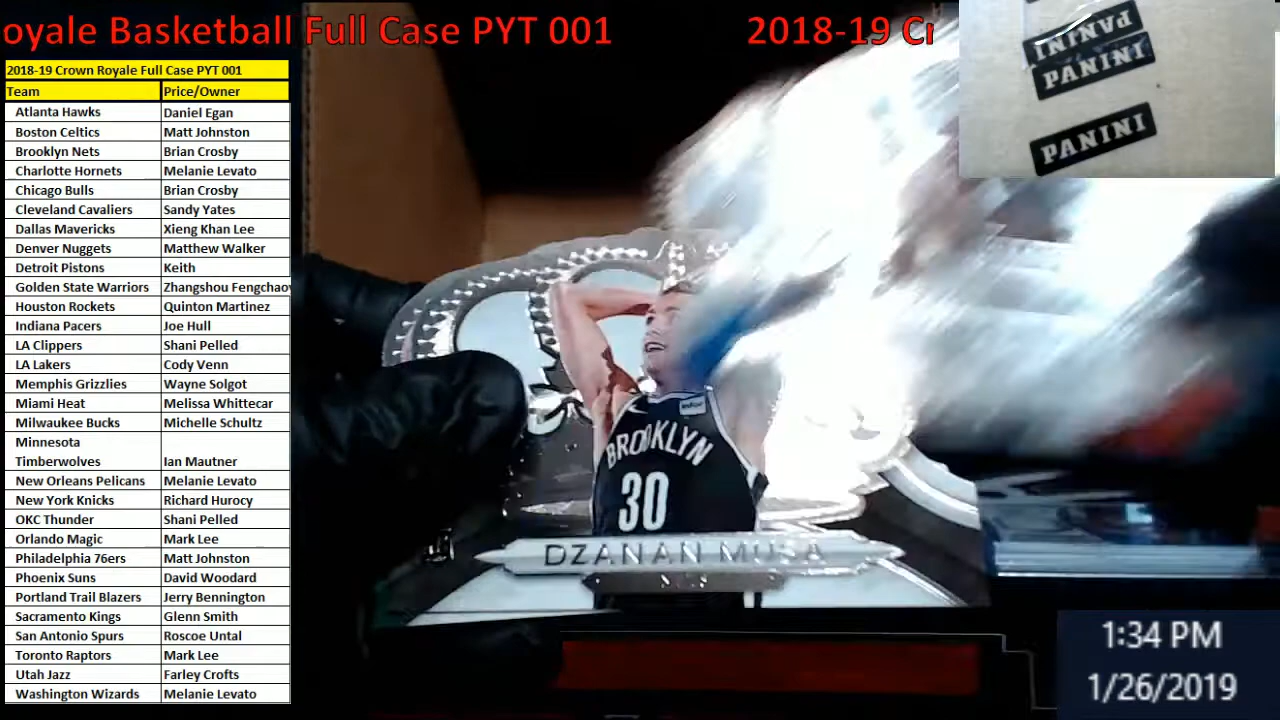 oyale Basketball Full Case PYT 001 2018-19 Cr
2018-19 Crown Royale Full Case PYT 001
Team Price/Owner
Atlanta Hawks Daniel Egan
Boston Celtics Matt Johnston
Brooklyn Nets Brian Crosby
Charlotte Hornets Melanie Levato
Chicago Bulls Brian Crosby
Cleveland Cavaliers Sandy Yates
Dallas Mavericks Xieng Khan Lee
Denver Nuggets Matthew Walker
Detroit Pistons Keith
Golden State Warriors Zhangshou Fengchaov
Houston Rockets Quinton Martinez
Indiana Pacers Joe Hull
LA Clippers Shani Pelled
LA Lakers Cody Venn
Memphis Grizzlies Wayne Solgot
Miami Heat Melissa Whittecar
Milwaukee Bucks Michelle Schultz
Minnesota
Timberwolves Ian Mautner
New Orleans Pelicans Melanie Levato
New York Knicks Richard Hurocy
OKC Thunder Shani Pelled
Orlando Magic Mark Lee
Philadelphia 76ers Matt Johnston
Phoenix Suns David Woodard
Portland Trail Blazers Jerry Bennington
Sacramento Kings Glenn Smith
San Antonio Spurs Roscoe Untal
Toronto Raptors Mark Lee
Utah Jazz Farley Crofts
Washington Wizards Melanie Levato
PANINI
PANINI
PANINI
BROOKLYN
30
DZANAN MUSA
1:34 PM
1/26/2019